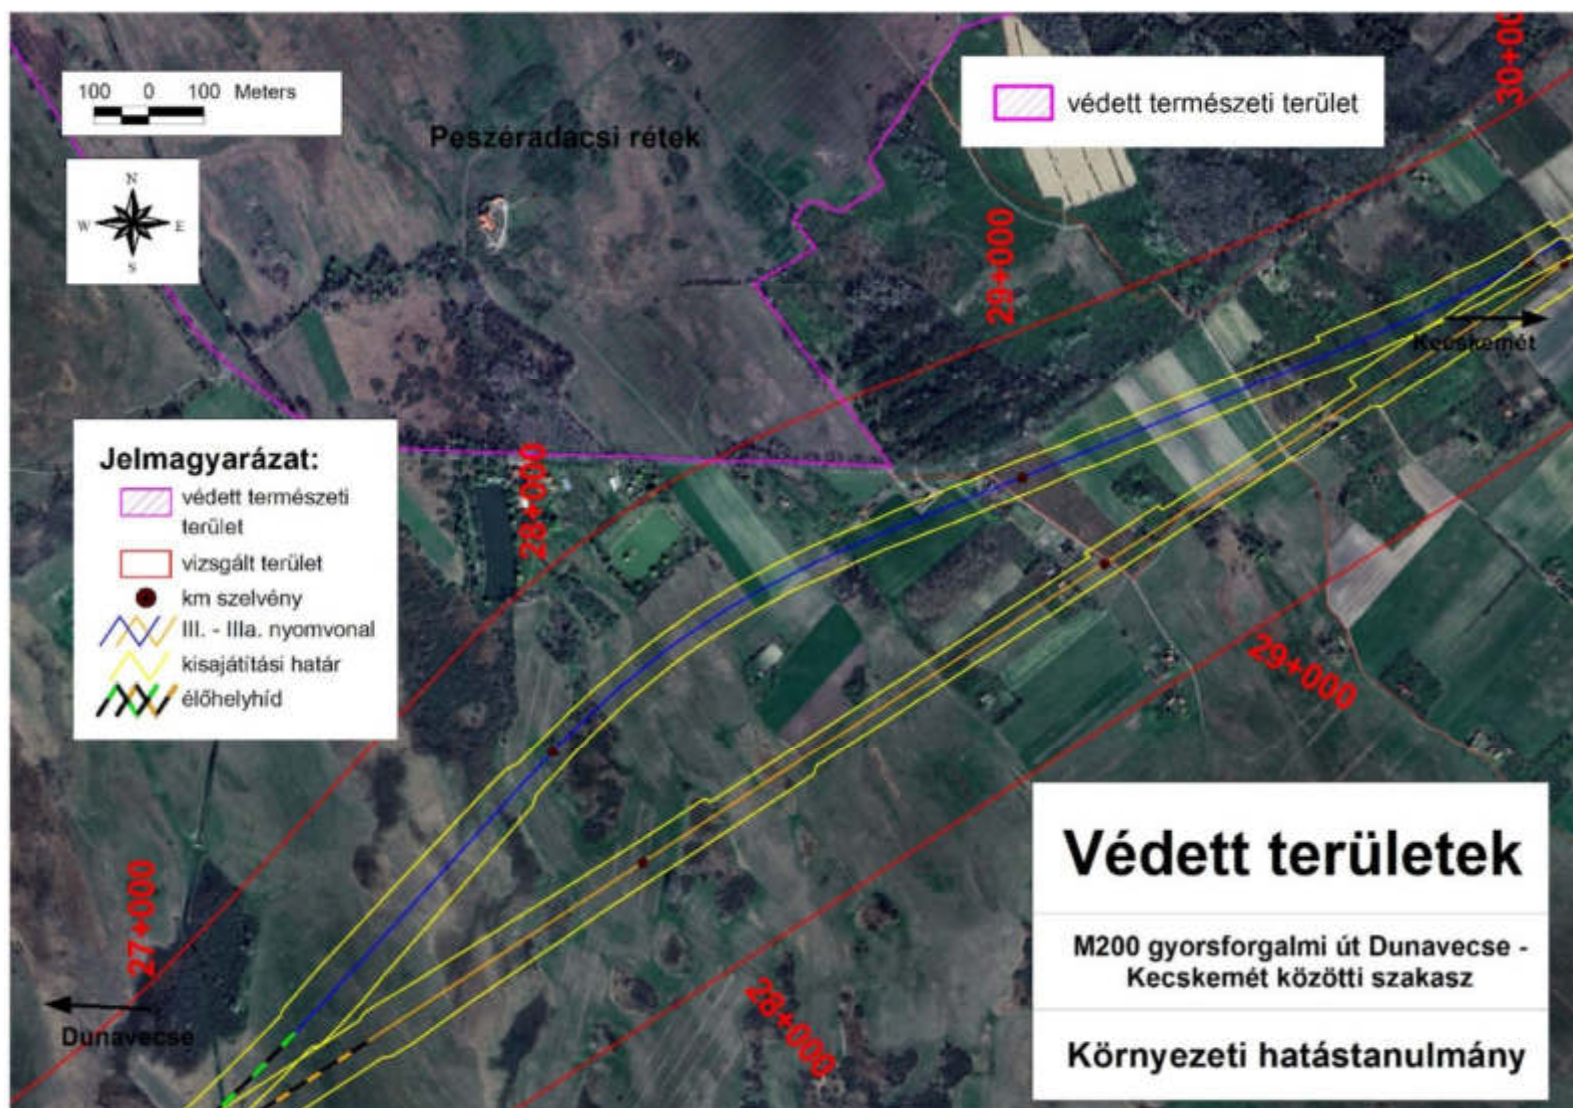 30+000
100 0 100 Meters
védett természeti terület
Peszéradacsi rétek
N
W E
S
29+000
Kecskemét
Jelmagyarázat:
védett természeti
terület
vizsgált terület
km szelvény
III. - IIIa. nyomvonal
kisajátítási határ
élőhelyhíd
28+000
29+000
27+000
Dunavecse
28+000
Védett területek
M200 gyorsforgalmi út Dunavecse -
Kecskemét közötti szakasz
Környezeti hatástanulmány